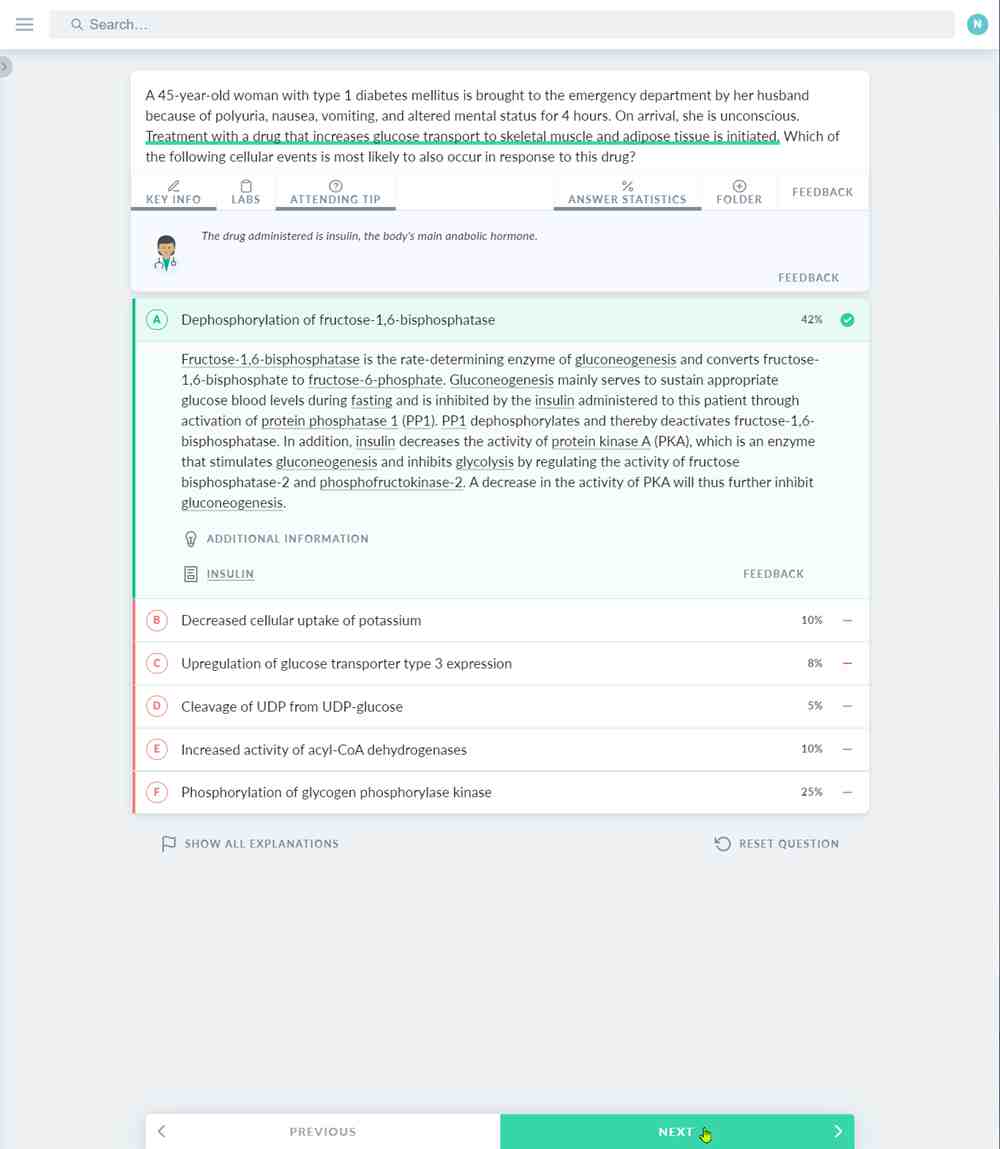 Search...
N
A 45-year-old woman with type 1 diabetes mellitus is brought to the emergency department by her husband
because of polyuria, nausea, vomiting, and altered mental status for 4 hours. On arrival, she is unconscious.
Treatment with a drug that increases glucose transport to skeletal muscle and adipose tissue is initiated. Which of
the following cellular events is most likely to also occur in response to this drug?
KEY INFO
LABS
ATTENDING TIP
ANSWER STATISTICS
FOLDER
FEEDBACK
The drug administered is insulin, the body's main anabolic hormone.
FEEDBACK
A Dephosphorylation of fructose-1,6-bisphosphatase 42%
Fructose-1,6-bisphosphatase is the rate-determining enzyme of gluconeogenesis and converts fructose-
1,6-bisphosphate to fructose-6-phosphate. Gluconeogenesis mainly serves to sustain appropriate
glucose blood levels during fasting and is inhibited by the insulin administered to this patient through
activation of protein phosphatase 1 (PP1). PP1 dephosphorylates and thereby deactivates fructose-1,6-
bisphosphatase. In addition, insulin decreases the activity of protein kinase A (PKA), which is an enzyme
that stimulates gluconeogenesis and inhibits glycolysis by regulating the activity of fructose
bisphosphatase-2 and phosphofructokinase-2. A decrease in the activity of PKA will thus further inhibit
gluconeogenesis.
ADDITIONAL INFORMATION
INSULIN
FEEDBACK
B Decreased cellular uptake of potassium 10%
C Upregulation of glucose transporter type 3 expression 8%
D Cleavage of UDP from UDP-glucose 5%
E Increased activity of acyl-CoA dehydrogenases 10%
F Phosphorylation of glycogen phosphorylase kinase 25%
SHOW ALL EXPLANATIONS
RESET QUESTION
PREVIOUS
NEXT